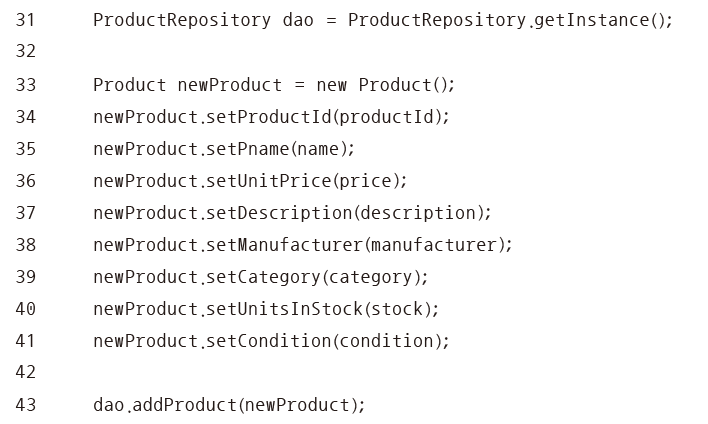 31 ProductRepository dao = ProductRepository.getInstance();
32
33 Product newProduct = new Product();
34 newProduct.setProductId(productId);
35 newProduct.setPname(name);
36 newProduct.setUnitPrice(price);
37 newProduct.setDescription(description);
38 newProduct.setManufacturer(manufacturer);
39 newProduct.setCategory(category);
40 newProduct.setUnitsInStock(stock);
41 newProduct.setCondition(condition);
42
43 dao.addProduct(newProduct);